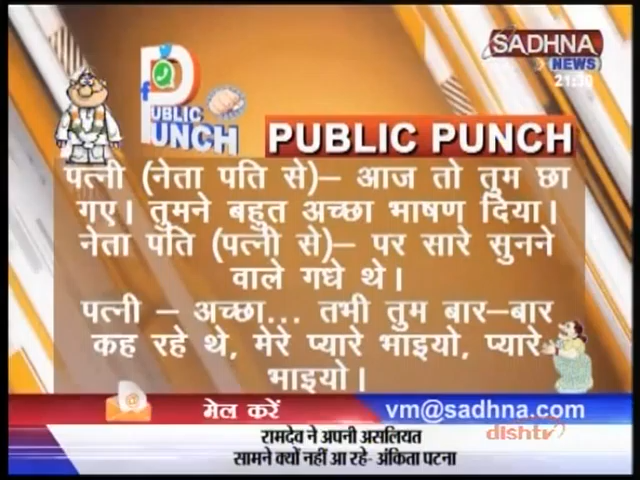 SADHNA
NEWS
21:30
PUBLIC
PUNCH
PUBLIC PUNCH
पत्नी (नेता पति से)– आज तो तुम छा
गए। तुमने बहुत अच्छा भाषण दिया।
नेता पति (पत्नी से)– पर सारे सुनने
वाले गधे थे।
पत्नी – अच्छा... तभी तुम बार–बार
कह रहे थे, मेरे प्यारे भाइयो, प्यारे
भाइयो।
मेल करें vm@sadhna.com
dishtv
रामदेव ने अपनी असलियत
सामने क्यों नहीं आ रहे- अंकिता पटना